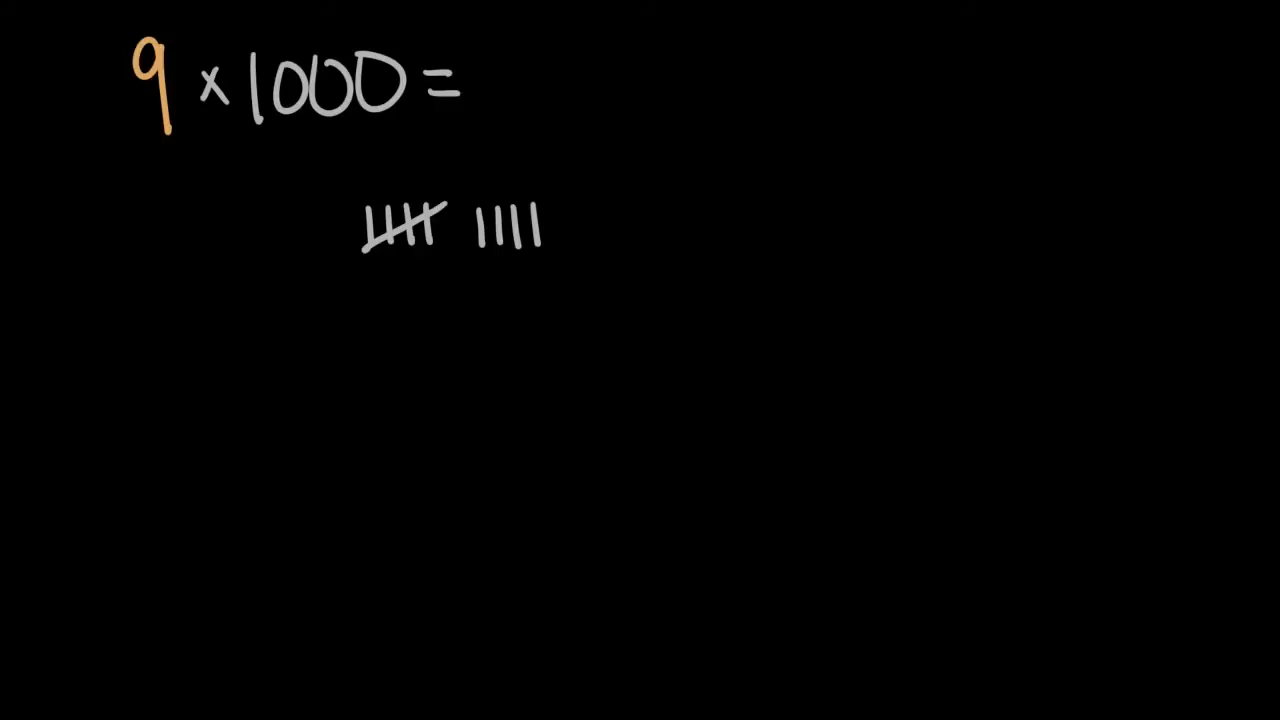 9 × 1000 =